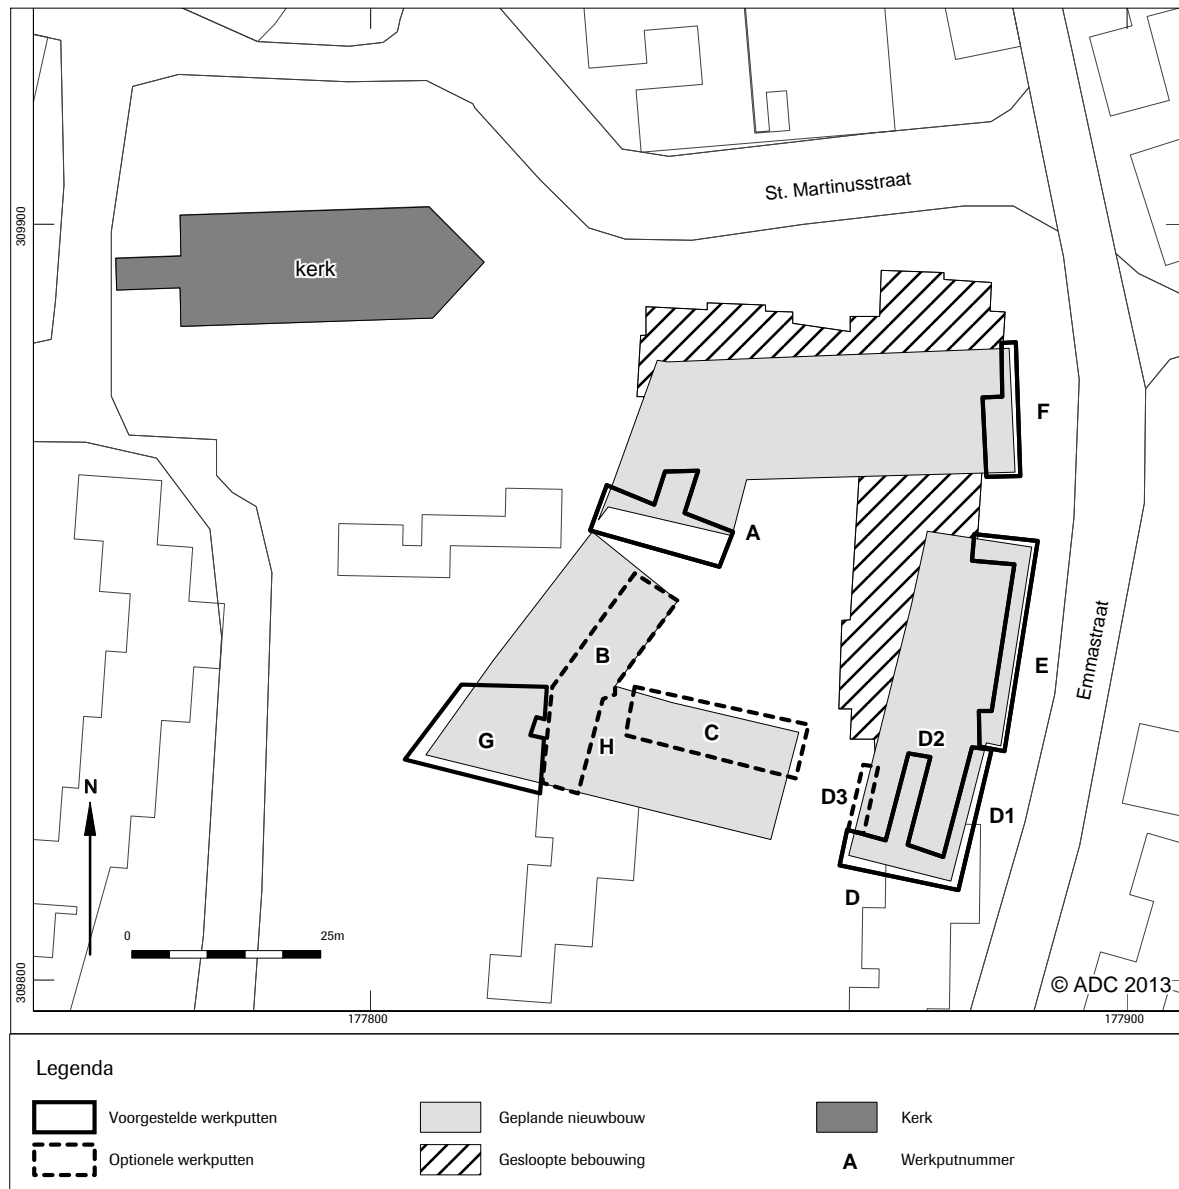 St. Martinusstraat
309900
kerk
F
A
B
E
Emmastraat
C
D2
G
H
N
D3
D1
D
0 25m
309800
© ADC 2013
177800 177900
Legenda
Voorgestelde werkputten
Geplande nieuwbouw
Kerk
Optionele werkputten
Gesloopte bebouwing
A Werkputnummer